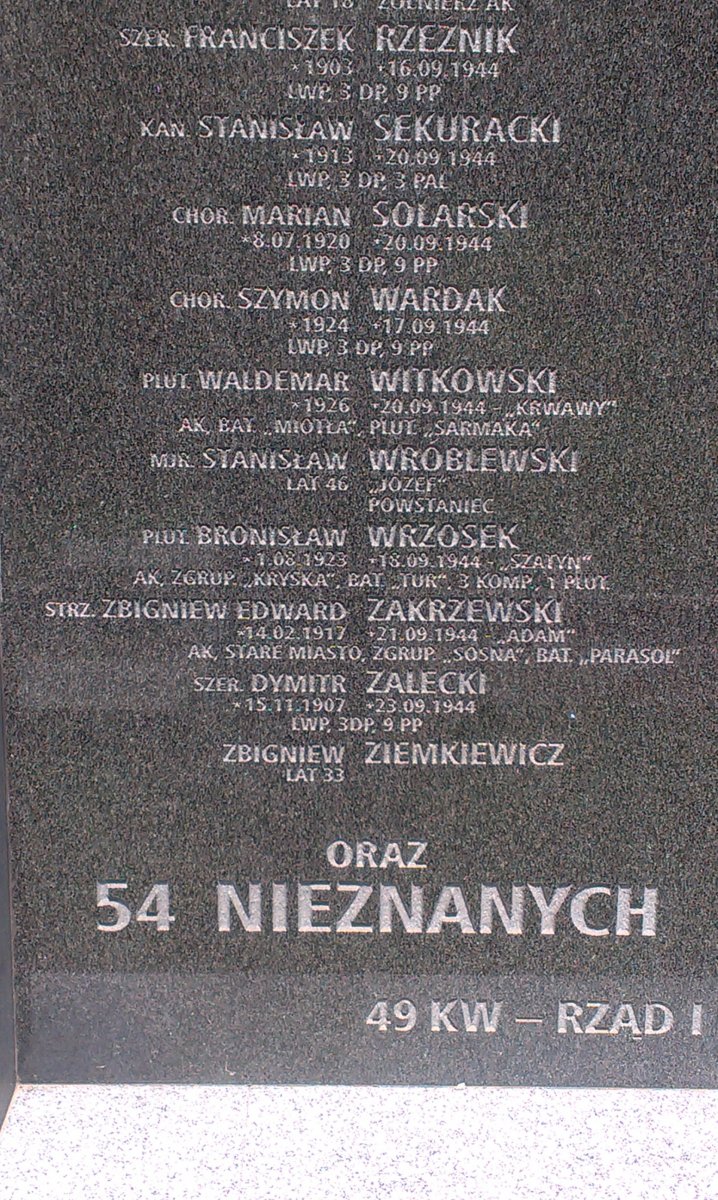 LAT 18 ŻOŁNIERZ AK
SZER. FRANCISZEK RZEŹNIK
*1903 +16.09.1944
LWP, 3 DP, 9 PP
KAN. STANISŁAW SEKURACKI
*1913 +20.09.1944
LWP, 3 DP, 3 PAL
CHOR. MARIAN SOLARSKI
*8.07.1920 +20.09.1944
LWP, 3 DP, 9 PP
CHOR. SZYMON WARDAK
*1924 +17.09.1944
LWP, 3 DP, 9 PP
PLUT. WALDEMAR WITKOWSKI
*1926 +20.09.1944 - „KRWAWY”
AK, BAT. „MIOTŁA”, PLUT. „SARMAKA”
MJR. STANISŁAW WRÓBLEWSKI
LAT 46 „JÓZEF”
POWSTANIEC
PLUT. BRONISŁAW WRZOSEK
*1.08.1923 +18.09.1944 - „SZATYN”
AK, ZGRUP. „KRYSKA”, BAT. „TUR”, 3 KOMP., 1 PLUT.
STRZ. ZBIGNIEW EDWARD ZAKRZEWSKI
*14.02.1917 +21.09.1944 - „ADAM”
AK, STARE MIASTO, ZGRUP. „SOSNA”, BAT. „PARASOL”
SZER. DYMITR ZALECKI
*15.11.1907 +23.09.1944
LWP, 3DP, 9 PP
ZBIGNIEW ZIEMKIEWICZ
LAT 33
ORAZ
54 NIEZNANYCH
49 KW – RZĄD I